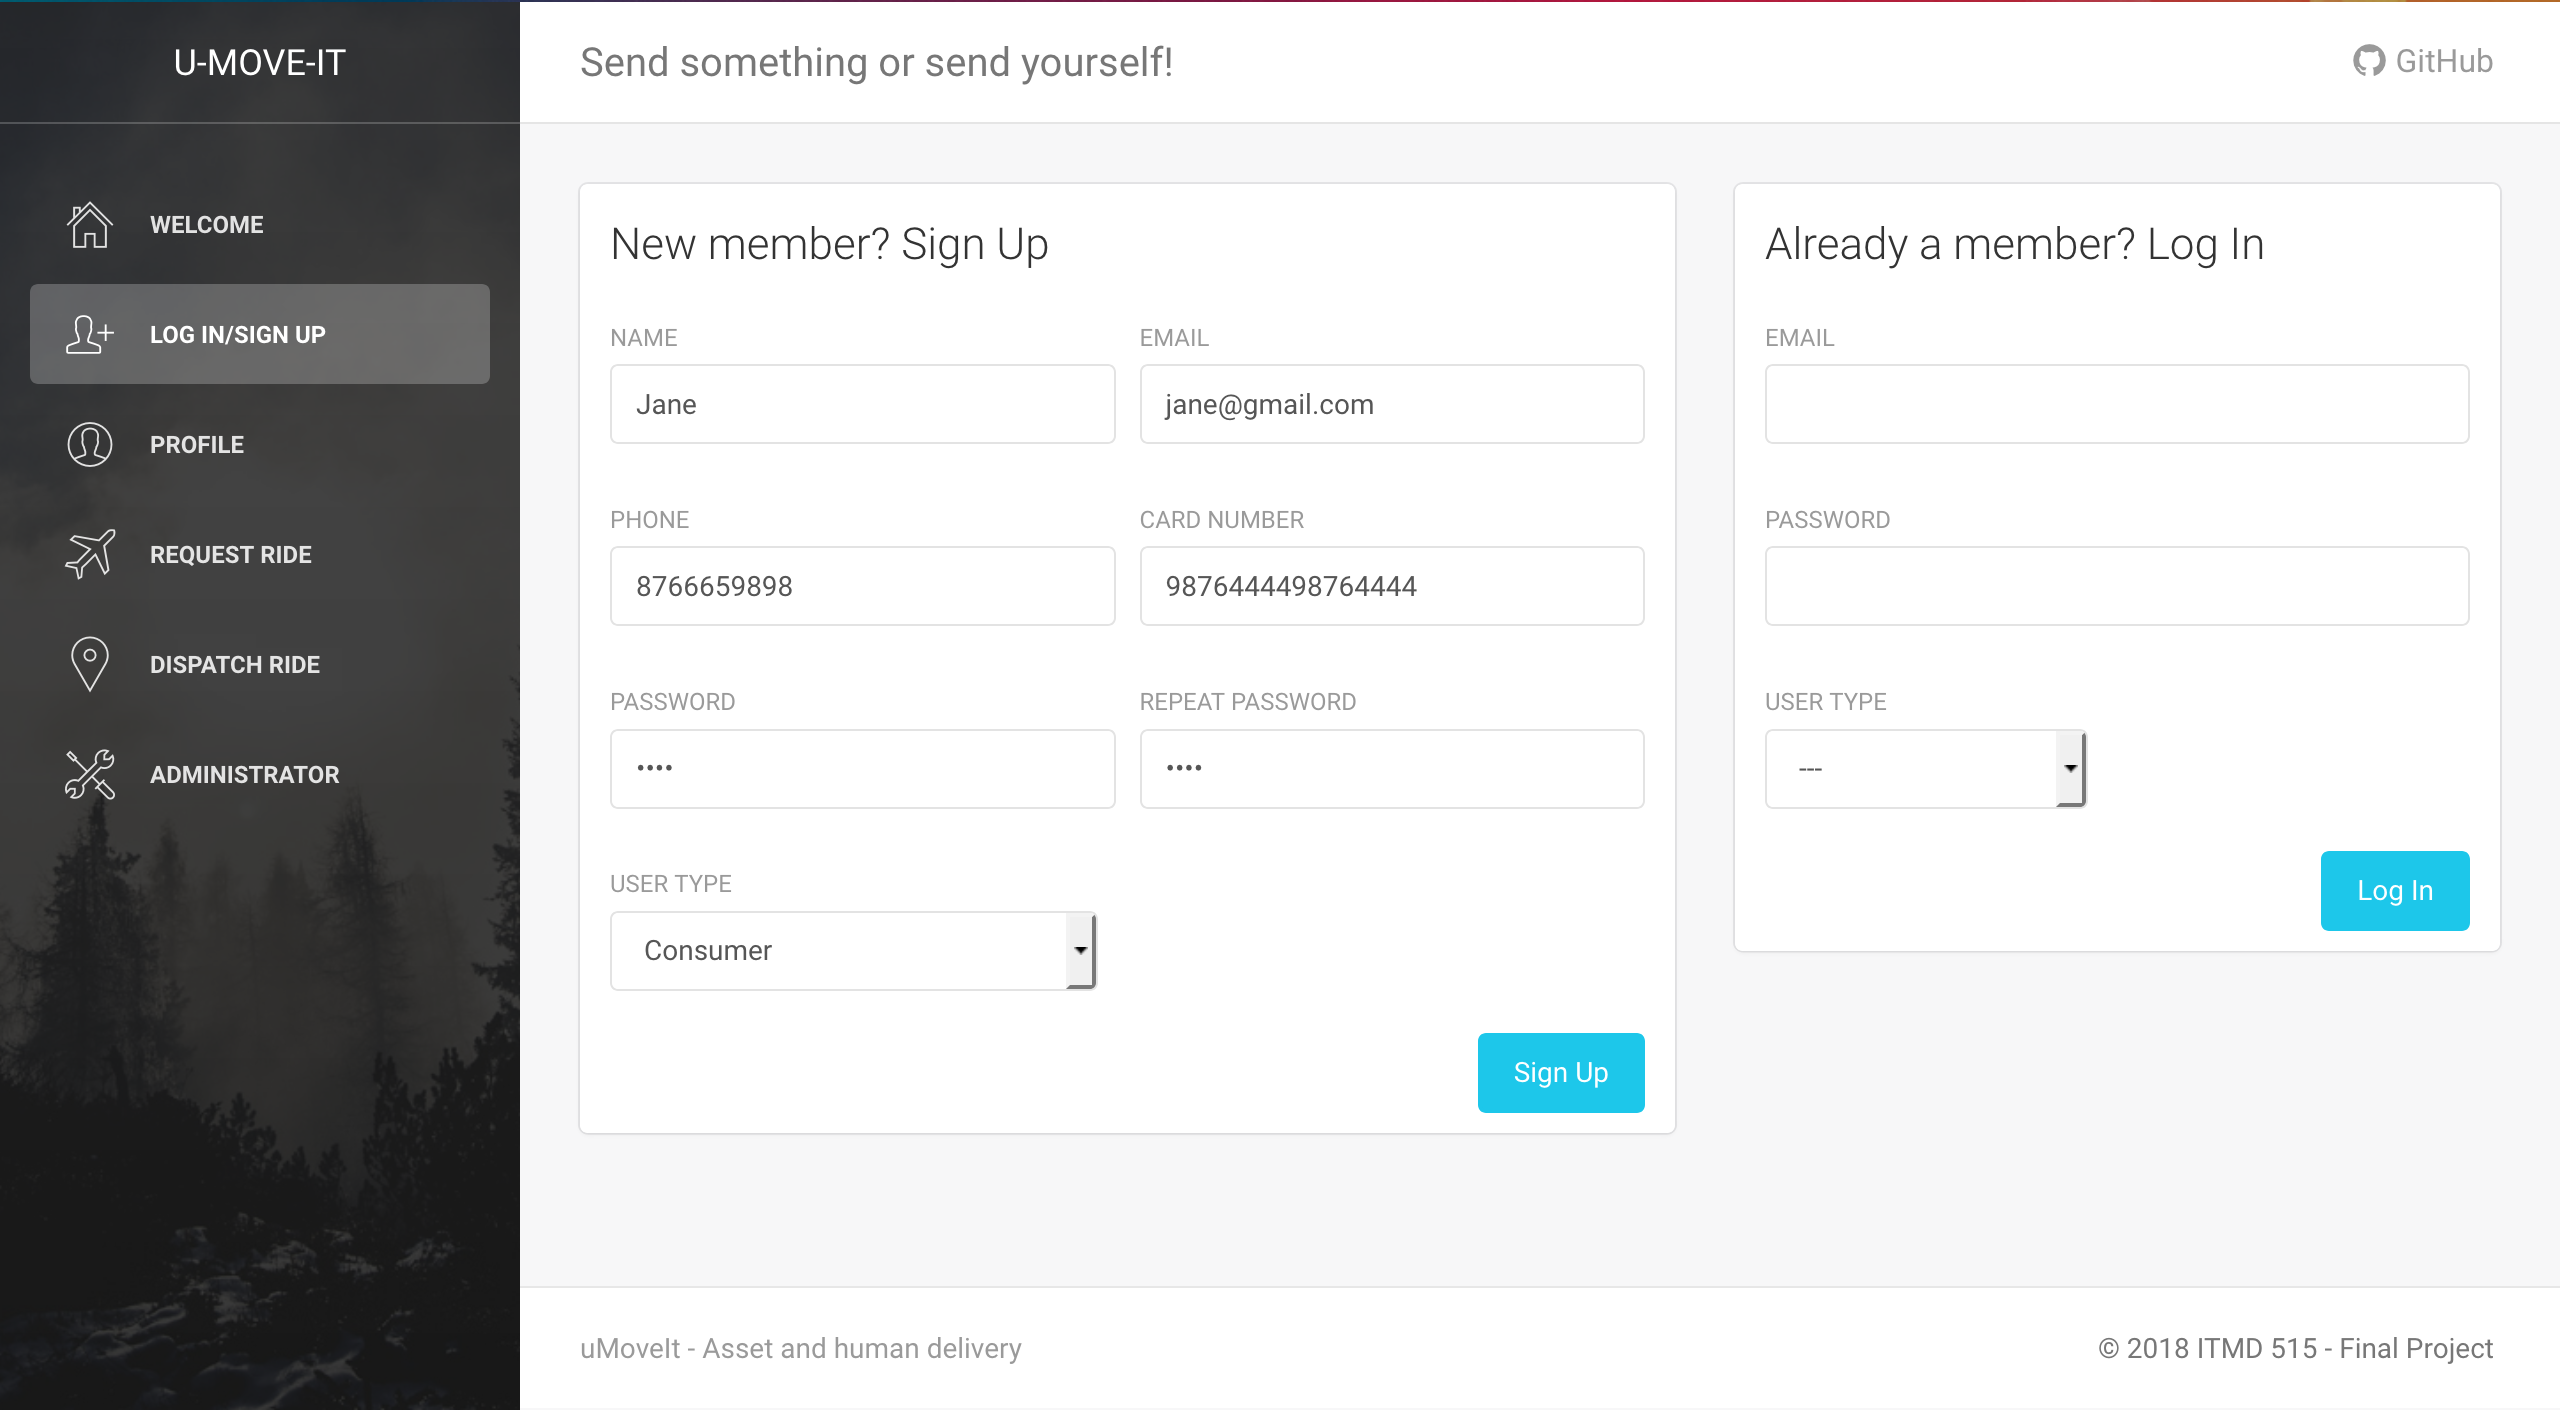 U-MOVE-IT
WELCOME
LOG IN/SIGN UP
PROFILE
REQUEST RIDE
DISPATCH RIDE
ADMINISTRATOR
Send something or send yourself!
GitHub
New member? Sign Up
NAME
Jane
EMAIL
jane@gmail.com
PHONE
8766659898
CARD NUMBER
9876444498764444
PASSWORD
••••
REPEAT PASSWORD
••••
USER TYPE
Consumer
Sign Up
Already a member? Log In
EMAIL
PASSWORD
USER TYPE
---
Log In
uMoveIt - Asset and human delivery
© 2018 ITMD 515 - Final Project